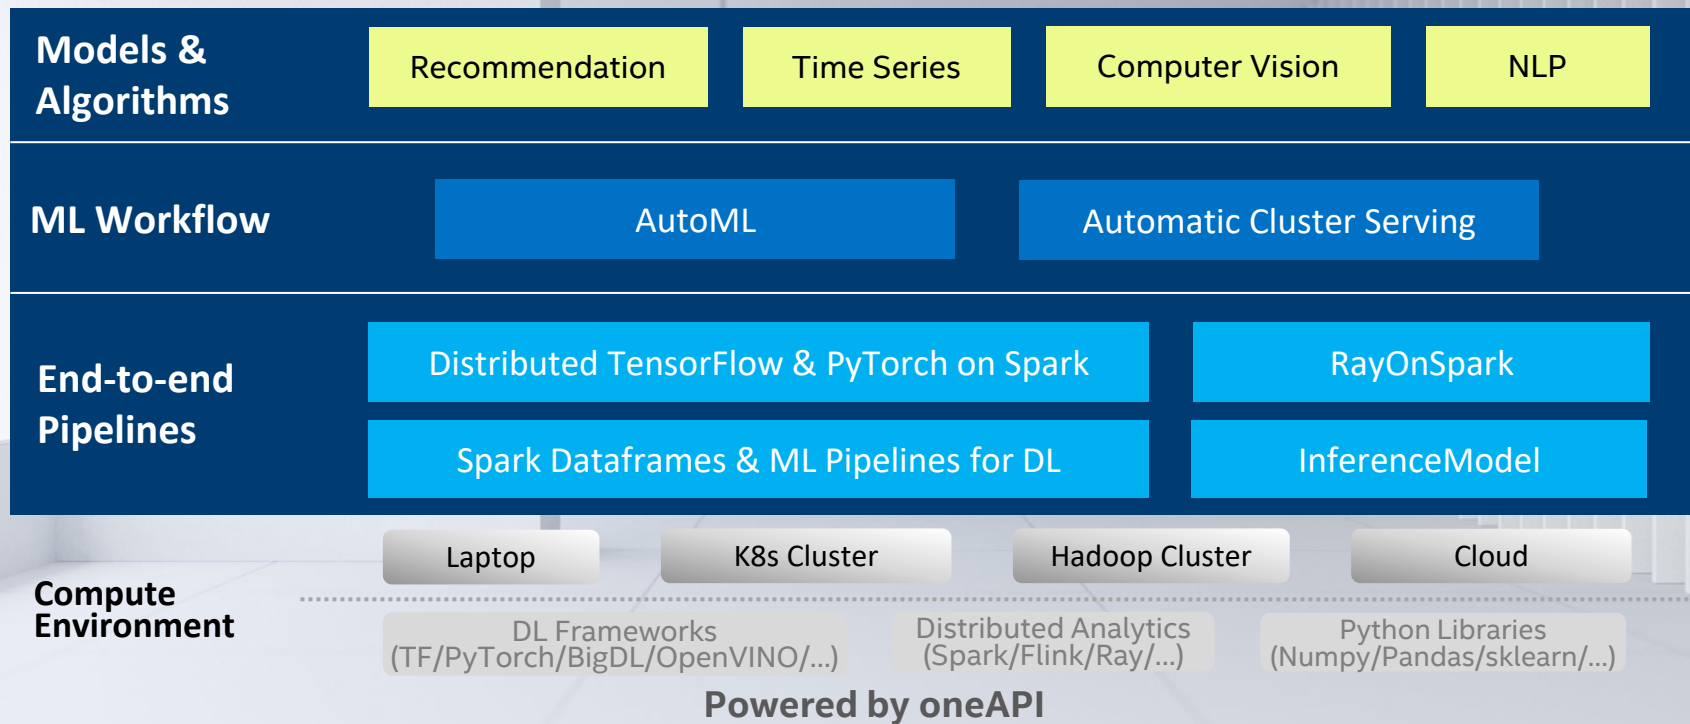 Models &
Algorithms
Recommendation
Time Series
Computer Vision
NLP
ML Workflow
AutoML
Automatic Cluster Serving
End-to-end
Pipelines
Distributed TensorFlow & PyTorch on Spark
RayOnSpark
Spark Dataframes & ML Pipelines for DL
InferenceModel
Compute
Environment
Laptop
K8s Cluster
Hadoop Cluster
Cloud
DL Frameworks
(TF/PyTorch/BigDL/OpenVINO/...)
Distributed Analytics
(Spark/Flink/Ray/...)
Python Libraries
(Numpy/Pandas/sklearn/...)
Powered by oneAPI